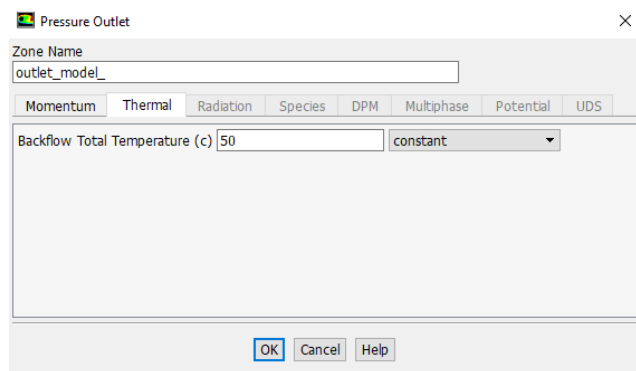 Pressure Outlet
Zone Name
outlet_model_
Momentum Thermal Radiation Species DPM Multiphase Potential UDS
Backflow Total Temperature (c) 50 constant
OK Cancel Help